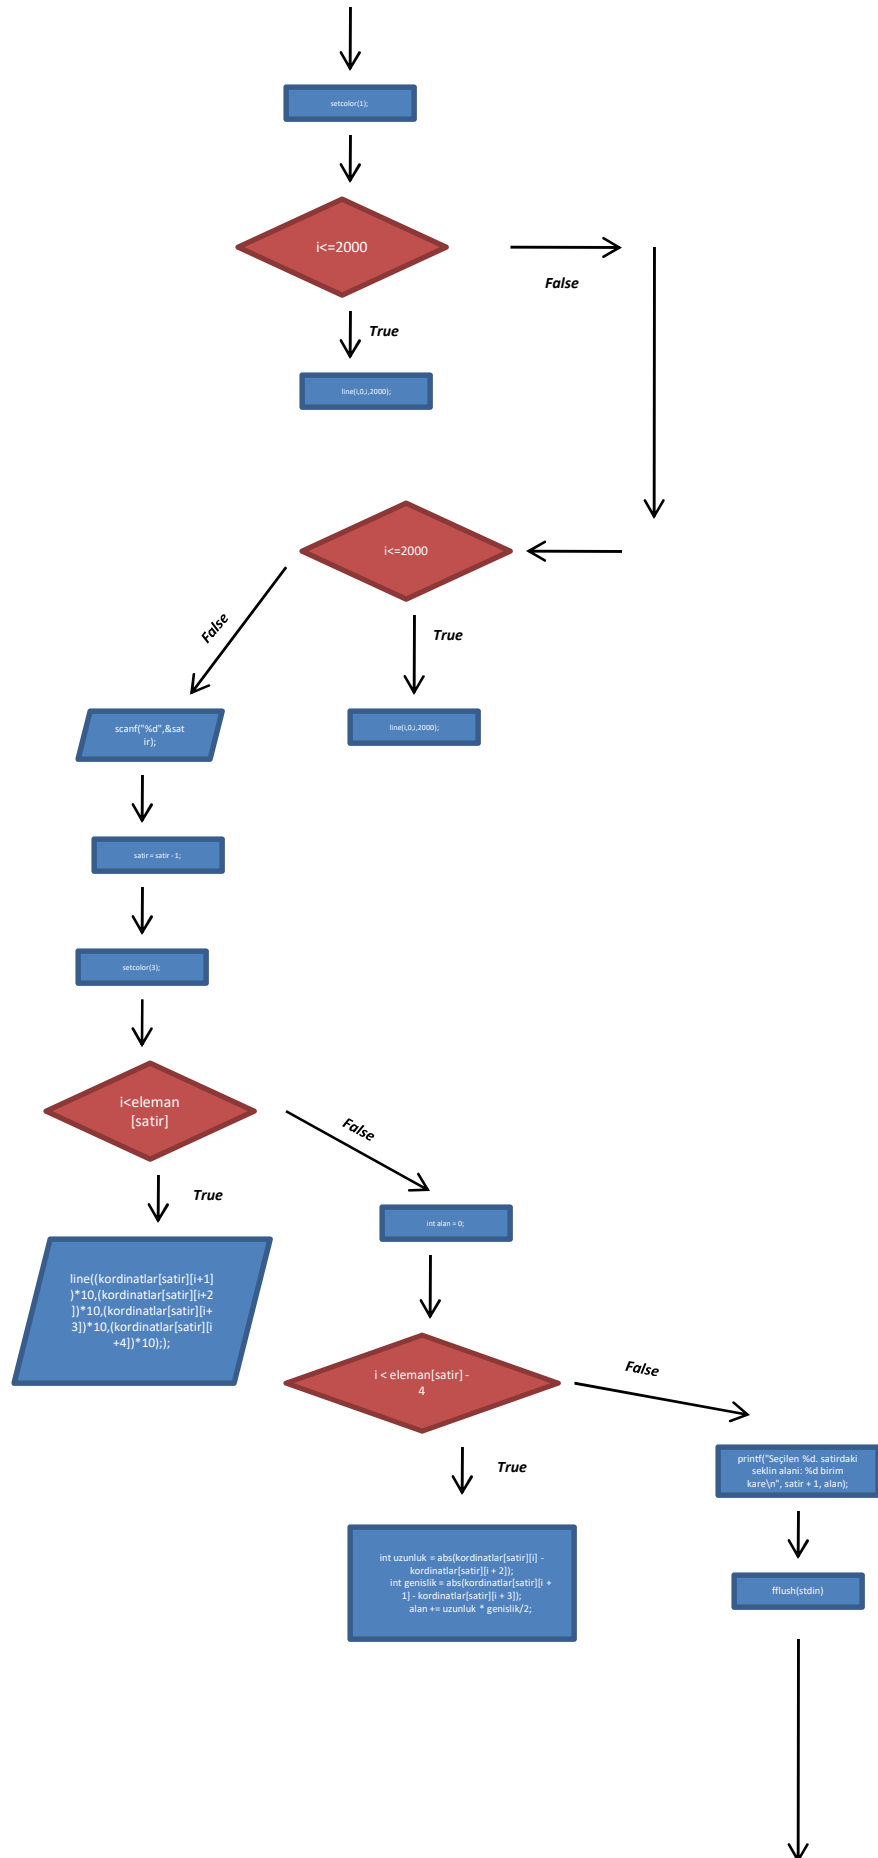 setcolor(1);
i<=2000
False
True
line(i,0,i,2000);
i<=2000
False
True
scanf("%d",&sat
ir);
line(i,0,i,2000);
satir = satir - 1;
setcolor(3);
i<eleman
[satir]
False
True
int alan = 0;
line((kordinatlar[satir][i+1]
)*10,(kordinatlar[satir][i+2
])*10,(kordinatlar[satir][i+
3])*10,(kordinatlar[satir][i
+4])*10););
i < eleman[satir] -
4
False
True
printf("Seçilen %d. satirdaki
seklin alani: %d birim
kare\n", satir + 1, alan);
int uzunluk = abs(kordinatlar[satir][i] -
kordinatlar[satir][i + 2]);
int genislik = abs(kordinatlar[satir][i +
1] - kordinatlar[satir][i + 3]);
alan += uzunluk * genislik/2;
fflush(stdin)